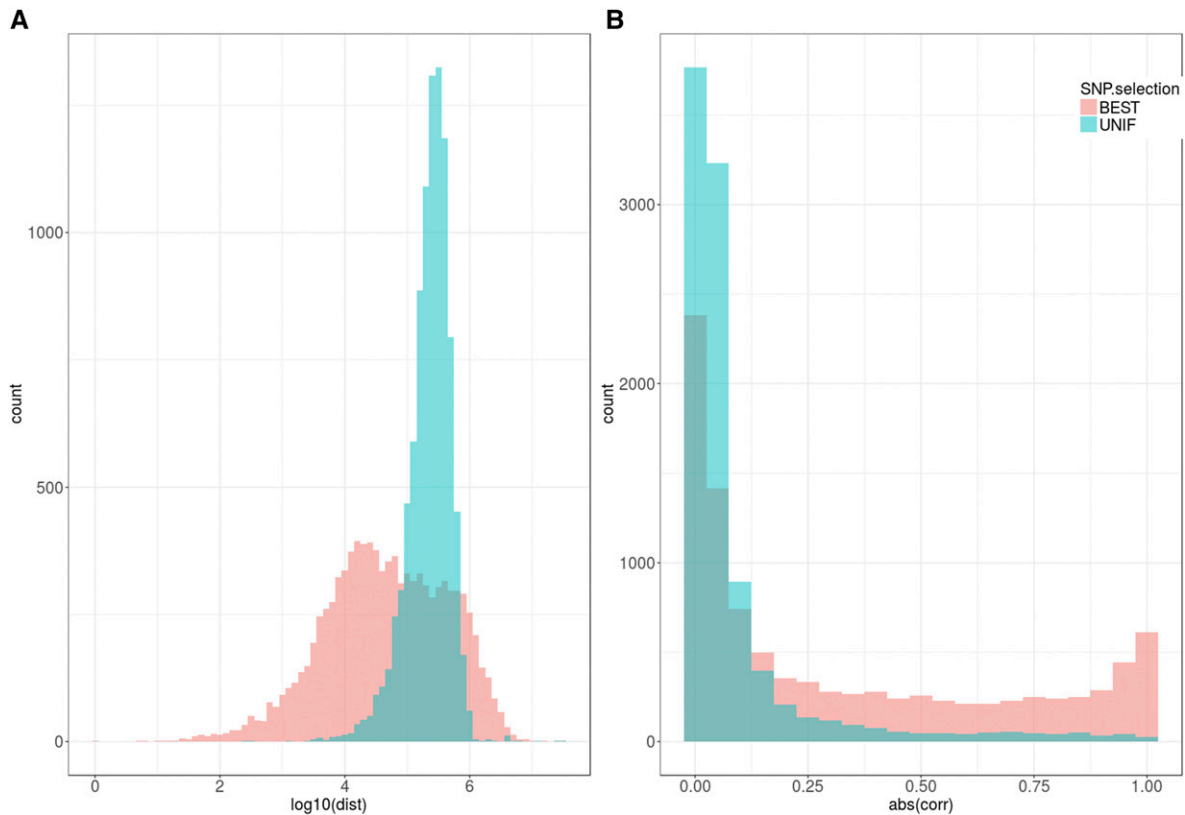 A
count
1000
500
0
0
2
4
6
log10(dist)
B
count
3000
2000
1000
0
SNP.selection
BEST
UNIF
0.00
0.25
0.50
0.75
1.00
abs(corr)